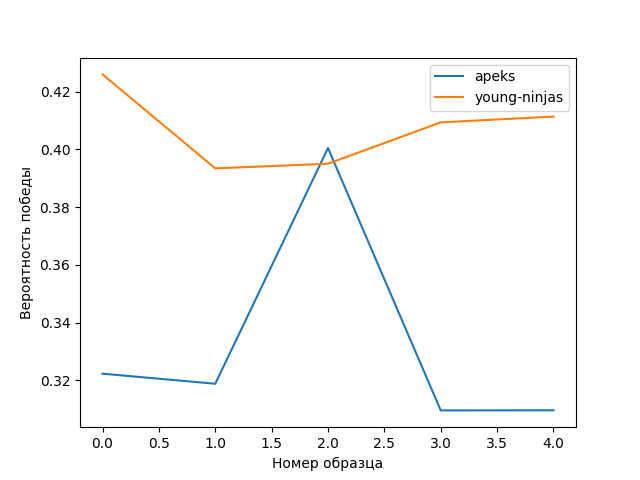 apeks
young-ninjas
Вероятность победы
0.42
0.40
0.38
0.36
0.34
0.32
0.0 0.5 1.0 1.5 2.0 2.5 3.0 3.5 4.0
Номер образца